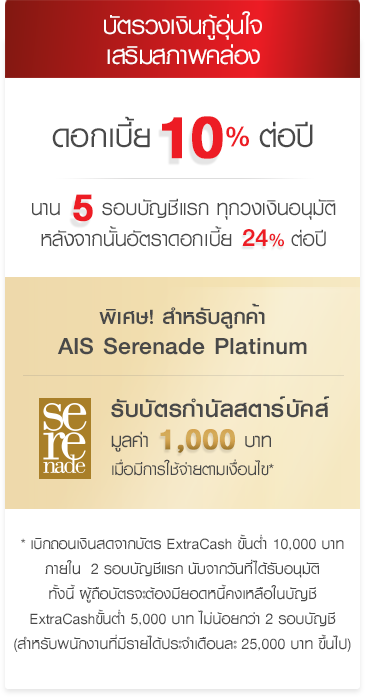 บัตรวงเงินกู้อุ่นใจ
เสริมสภาพคล่อง
ดอกเบี้ย 10% ต่อปี
นาน 5 รอบบัญชีแรก ทุกวงเงินอนุมัติ
หลังจากนั้นอัตราดอกเบี้ย 24% ต่อปี
พิเศษ! สำหรับลูกค้า
AIS Serenade Platinum
se
re
nade
รับบัตรกำนัลสตาร์บัคส์
มูลค่า 1,000 บาท
เมื่อมีการใช้จ่ายตามเงื่อนไข*
* เบิกถอนเงินสดจากบัตร ExtraCash ขั้นต่ำ 10,000 บาท
ภายใน 2 รอบบัญชีแรก นับจากวันที่ได้รับอนุมัติ
ทั้งนี้ ผู้ถือบัตรจะต้องมียอดหนี้คงเหลือในบัญชี
ExtraCashขั้นต่ำ 5,000 บาท ไม่น้อยกว่า 2 รอบบัญชี
(สำหรับพนักงานที่มีรายได้ประจำเดือนละ 25,000 บาท ขึ้นไป)